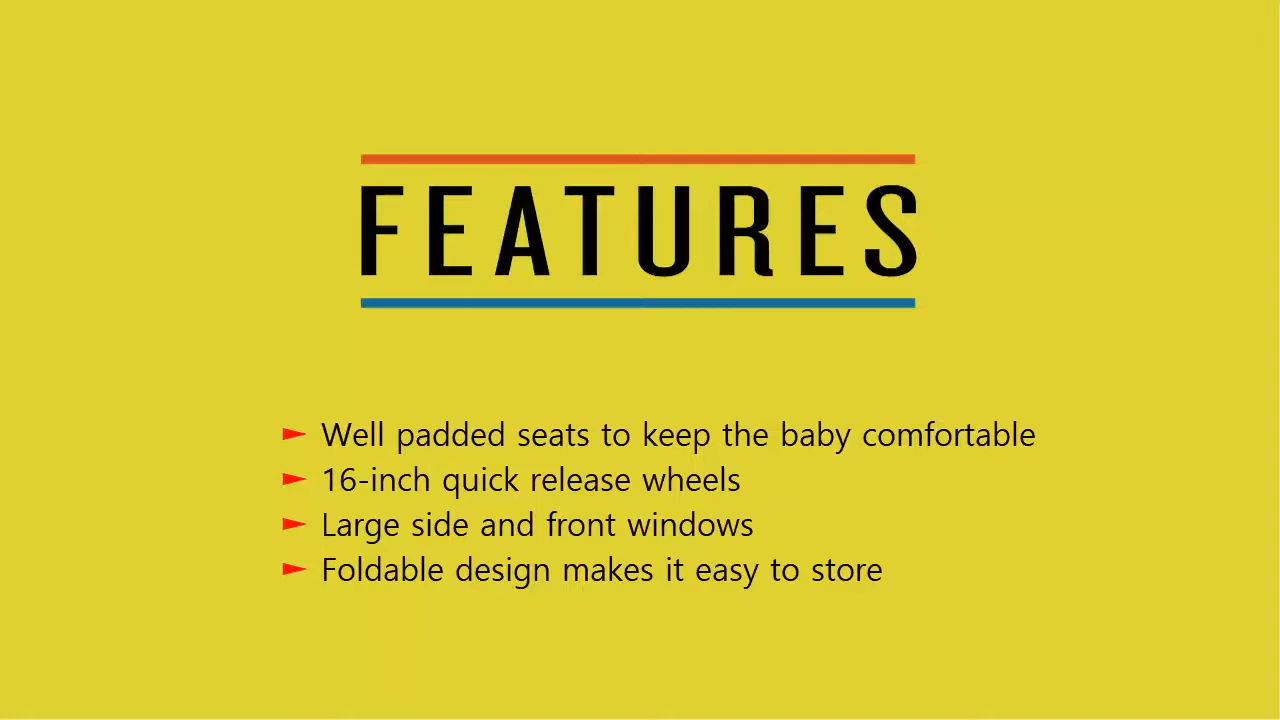 FEATURES
► Well padded seats to keep the baby comfortable
► 16-inch quick release wheels
► Large side and front windows
► Foldable design makes it easy to store